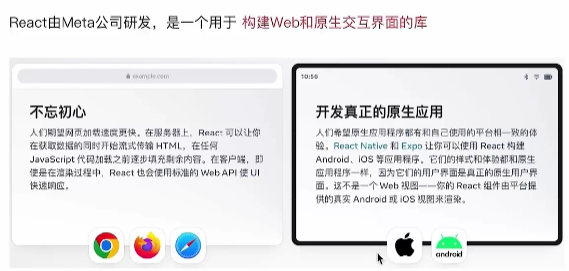 React由Meta公司研发，是一个用于 构建Web和原生交互界面的库
example.com
不忘初心
人们期望网页加载速度更快。在服务器上，React 可以让你
在获取数据的同时开始流式传输 HTML，在任何
JavaScript 代码加载之前逐步填充剩余内容。在客户端，即
使是在渲染过程中，React 也会使用标准的 Web API 使 UI
快速响应。
10:56
开发真正的原生应用
人们希望原生应用程序都有和自己使用的平台相一致的体
验。React Native 和 Expo 让你可以使用 React 构建
Android、iOS 等应用程序。它们的样式和体验都和原生
应用程序一样，因为它们的用户界面是真正的原生用户界
面。这不是一个 Web 视图——你的 React 组件由平台提
供的真实 Android 或 iOS 视图来渲染。
android